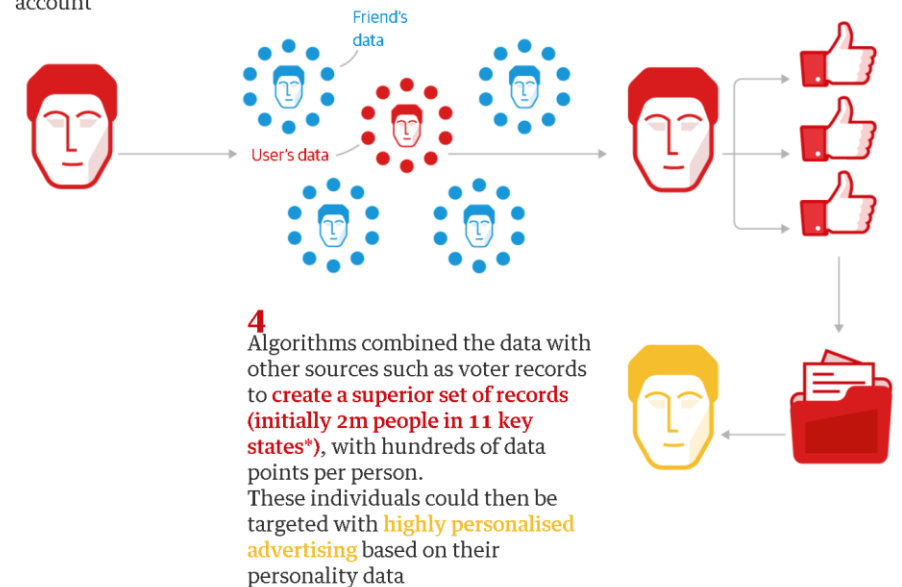 account
Friend's
data
User's data
4
Algorithms combined the data with
other sources such as voter records
to create a superior set of records
(initially 2m people in 11 key
states*), with hundreds of data
points per person.
These individuals could then be
targeted with highly personalised
advertising based on their
personality data